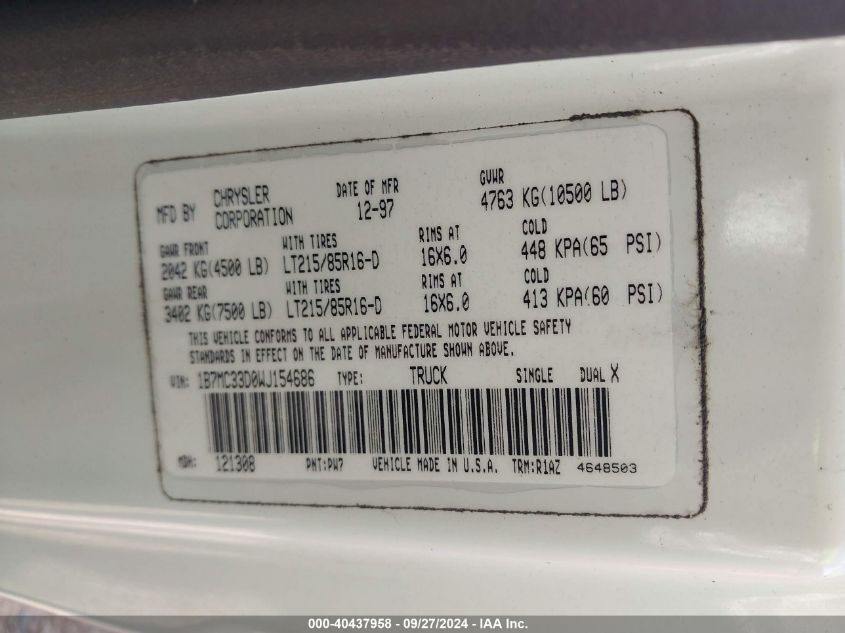 MFD BY CHRYSLER CORPORATION DATE OF MFR 12-97 GVWR 4763 KG(10500 LB)
GAWR FRONT WITH TIRES RIMS AT COLD
2042 KG(4500 LB) LT215/85R16-D 16X6.0 448 KPA(65 PSI)
GAWR REAR WITH TIRES RIMS AT COLD
3402 KG(7500 LB) LT215/85R16-D 16X6.0 413 KPA(60 PSI)
THIS VEHICLE CONFORMS TO ALL APPLICABLE FEDERAL MOTOR VEHICLE SAFETY
STANDARDS IN EFFECT ON THE DATE OF MANUFACTURE SHOWN ABOVE.
VIN: 1B7MC33D0WJ154686 TYPE: TRUCK SINGLE DUAL X
MDH: 121308 PNT:PW7 VEHICLE MADE IN U.S.A. TRM:R1AZ 4648503
000-40437958 - 09/27/2024 - IAA Inc.